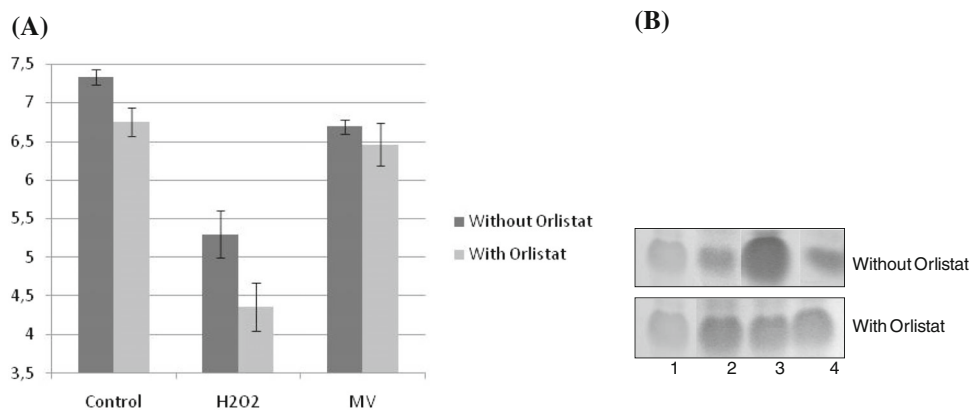 (A)
(B)
7,5
7
6,5
6
5,5
5
4,5
4
3,5
Control H2O2 MV
Without Orlistat
With Orlistat
Without Orlistat
With Orlistat
1 2 3 4